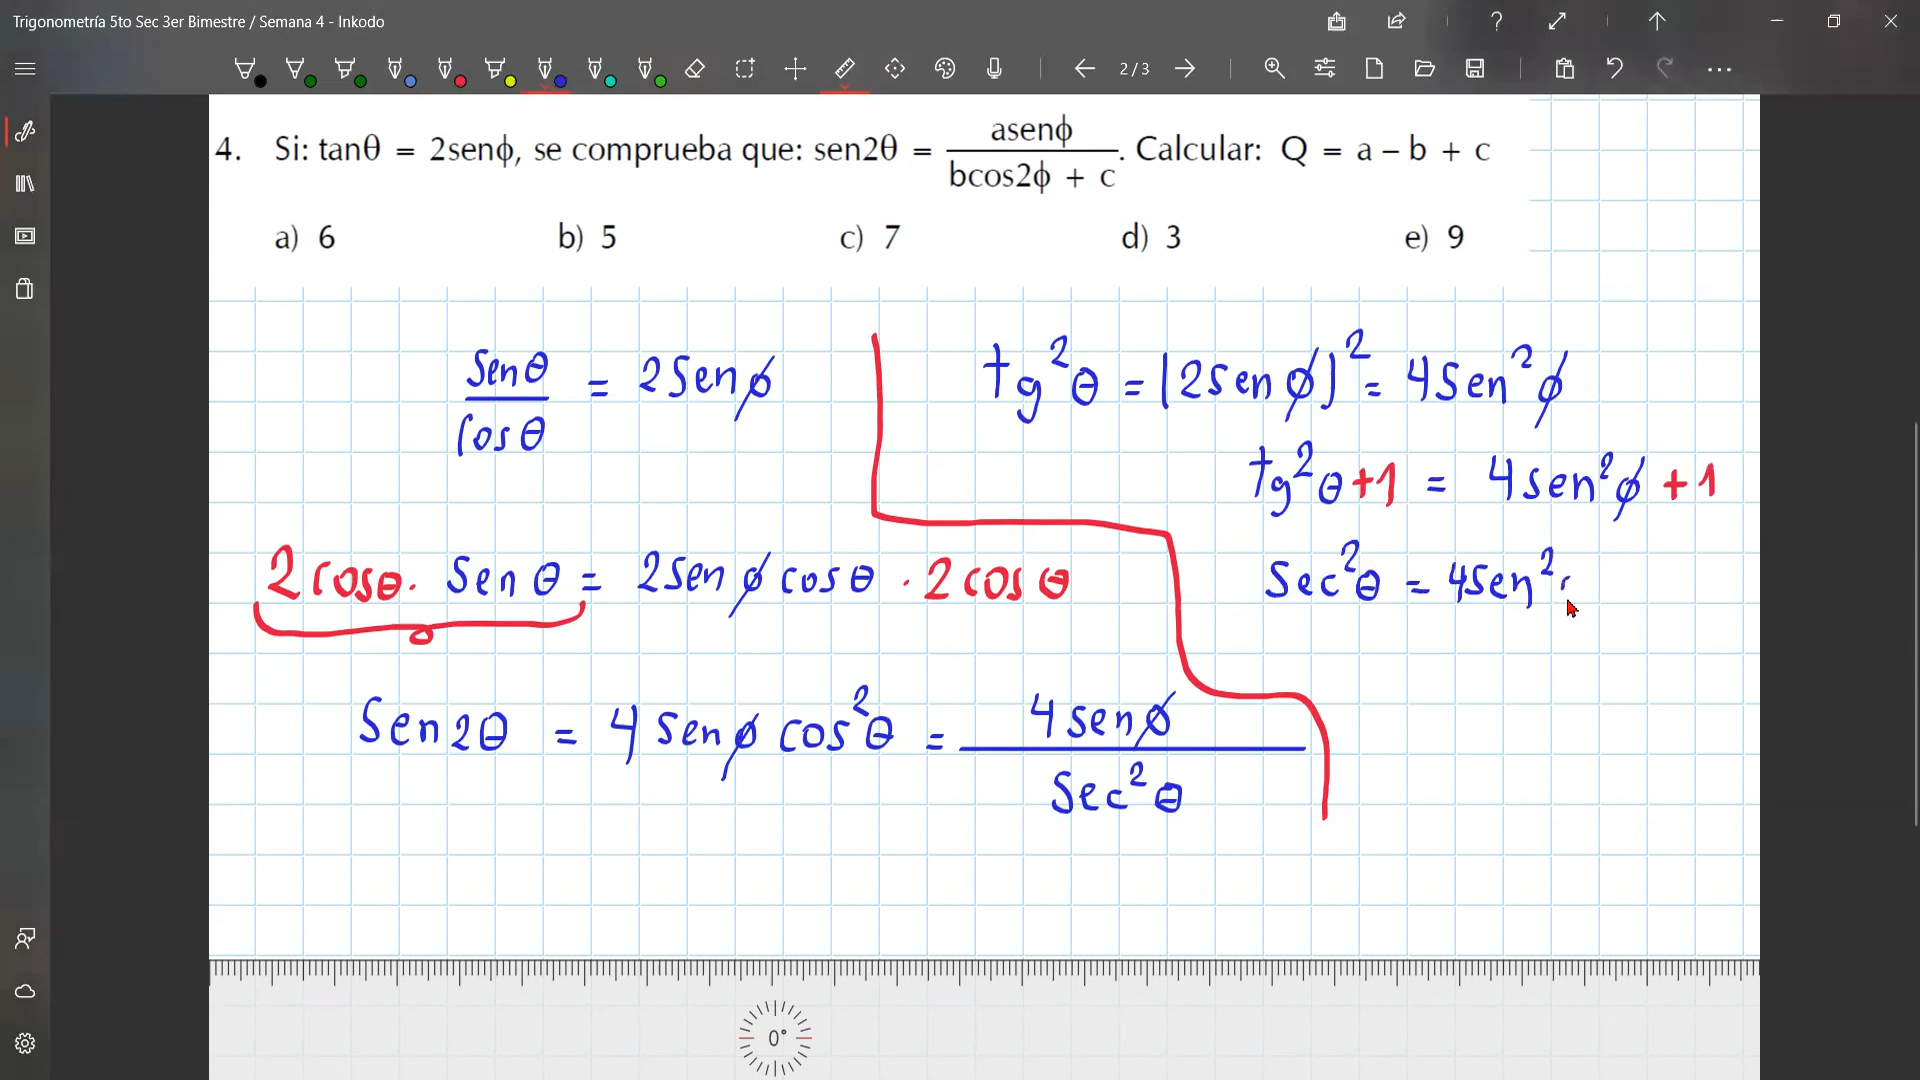 Trigonometría 5to Sec 3er Bimestre / Semana 4 - Inkodo
2 / 3
4. Si: tanθ = 2senϕ, se comprueba que: sen2θ = asenϕ / bcos2ϕ + c. Calcular: Q = a – b + c
a) 6 b) 5 c) 7 d) 3 e) 9
Senθ / Cosθ = 2Senϕ
2cosθ. Senθ = 2senϕ cosθ . 2cosθ
Sen2θ = 4senϕ cos²θ = 4senϕ / Sec²θ
tg²θ = (2senϕ)² = 4sen²ϕ
tg²θ+1 = 4sen²ϕ +1
Sec²θ = 4Sen²
0°